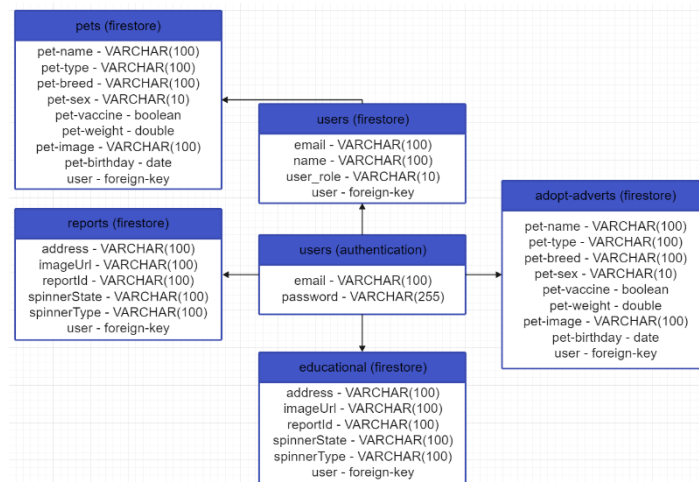 pets (firestore)
pet-name - VARCHAR(100)
pet-type - VARCHAR(100)
pet-breed - VARCHAR(100)
pet-sex - VARCHAR(10)
pet-vaccine - boolean
pet-weight - double
pet-image - VARCHAR(100)
pet-birthday - date
user - foreign-key
users (firestore)
email - VARCHAR(100)
name - VARCHAR(100)
user_role - VARCHAR(10)
user - foreign-key
adopt-adverts (firestore)
pet-name - VARCHAR(100)
pet-type - VARCHAR(100)
pet-breed - VARCHAR(100)
pet-sex - VARCHAR(10)
pet-vaccine - boolean
pet-weight - double
pet-image - VARCHAR(100)
pet-birthday - date
user - foreign-key
reports (firestore)
address - VARCHAR(100)
imageUrl - VARCHAR(100)
reportId - VARCHAR(100)
spinnerState - VARCHAR(100)
spinnerType - VARCHAR(100)
user - foreign-key
users (authentication)
email - VARCHAR(100)
password - VARCHAR(255)
educational (firestore)
address - VARCHAR(100)
imageUrl - VARCHAR(100)
reportId - VARCHAR(100)
spinnerState - VARCHAR(100)
spinnerType - VARCHAR(100)
user - foreign-key